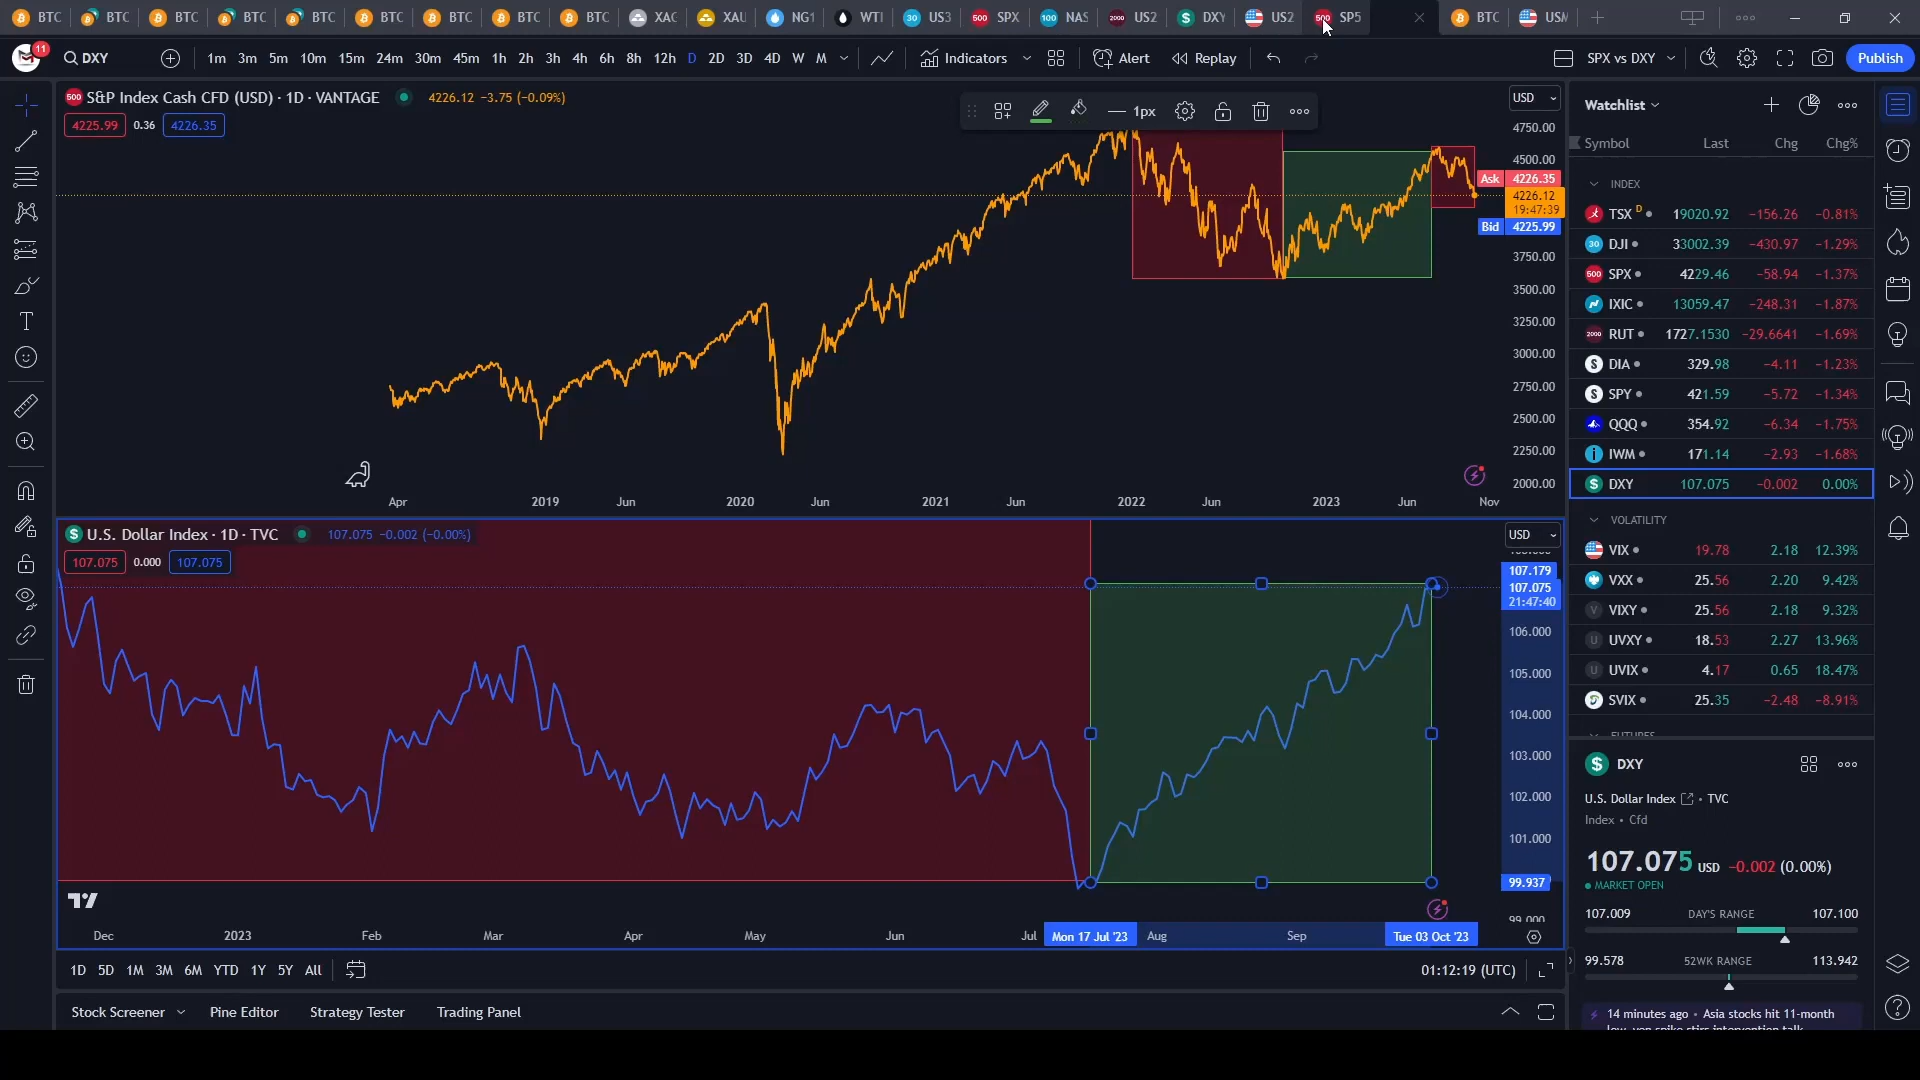 BTC BTC BTC BTC BTC BTC BTC BTC BTC XAG XAU NG1 WTI US3 SPX NAS US2 DXY US2 SP5 BTC USM
11 DXY 1m 3m 5m 10m 15m 24m 30m 45m 1h 2h 3h 4h 6h 8h 12h D 2D 3D 4D W M Indicators Alert Replay SPX vs DXY Publish
S&P Index Cash CFD (USD) · 1D · VANTAGE 4226.12 −3.75 (−0.09%)
4225.99 0.36 4226.35
1px
USD
4750.00
4500.00
Ask 4226.35
4226.12
19:47:39
Bid 4225.99
3750.00
3500.00
3250.00
3000.00
2750.00
2500.00
2250.00
2000.00
Apr 2019 Jun 2020 Jun 2021 Jun 2022 Jun 2023 Jun Nov
U.S. Dollar Index · 1D · TVC 107.075 −0.002 (−0.00%)
107.075 0.000 107.075
USD
107.179
107.075
21:47:40
106.000
105.000
104.000
103.000
102.000
101.000
99.937
99.000
Dec 2023 Feb Mar Apr May Jun Jul Mon 17 Jul '23 Aug Sep Tue 03 Oct '23
1D 5D 1M 3M 6M YTD 1Y 5Y All 01:12:19 (UTC)
Stock Screener Pine Editor Strategy Tester Trading Panel
Watchlist
Symbol Last Chg Chg%
INDEX
TSX D 19020.92 −156.26 −0.81%
DJI 33002.39 −430.97 −1.29%
SPX 4229.46 −58.94 −1.37%
IXIC 13059.47 −248.31 −1.87%
RUT 1727.1530 −29.6641 −1.69%
DIA 329.98 −4.11 −1.23%
SPY 421.59 −5.72 −1.34%
QQQ 354.92 −6.34 −1.75%
IWM 171.14 −2.93 −1.68%
DXY 107.075 −0.002 0.00%
VOLATILITY
VIX 19.78 2.18 12.39%
VXX 25.56 2.20 9.42%
VIXY 25.56 2.18 9.32%
UVXY 18.53 2.27 13.96%
UVIX 4.17 0.65 18.47%
SVIX 25.35 −2.48 −8.91%
FUTURES
DXY
U.S. Dollar Index • TVC
Index • Cfd
107.075 USD −0.002 (0.00%)
MARKET OPEN
107.009 DAY'S RANGE 107.100
99.578 52WK RANGE 113.942
14 minutes ago • Asia stocks hit 11-month
low, yen spike stirs intervention talk